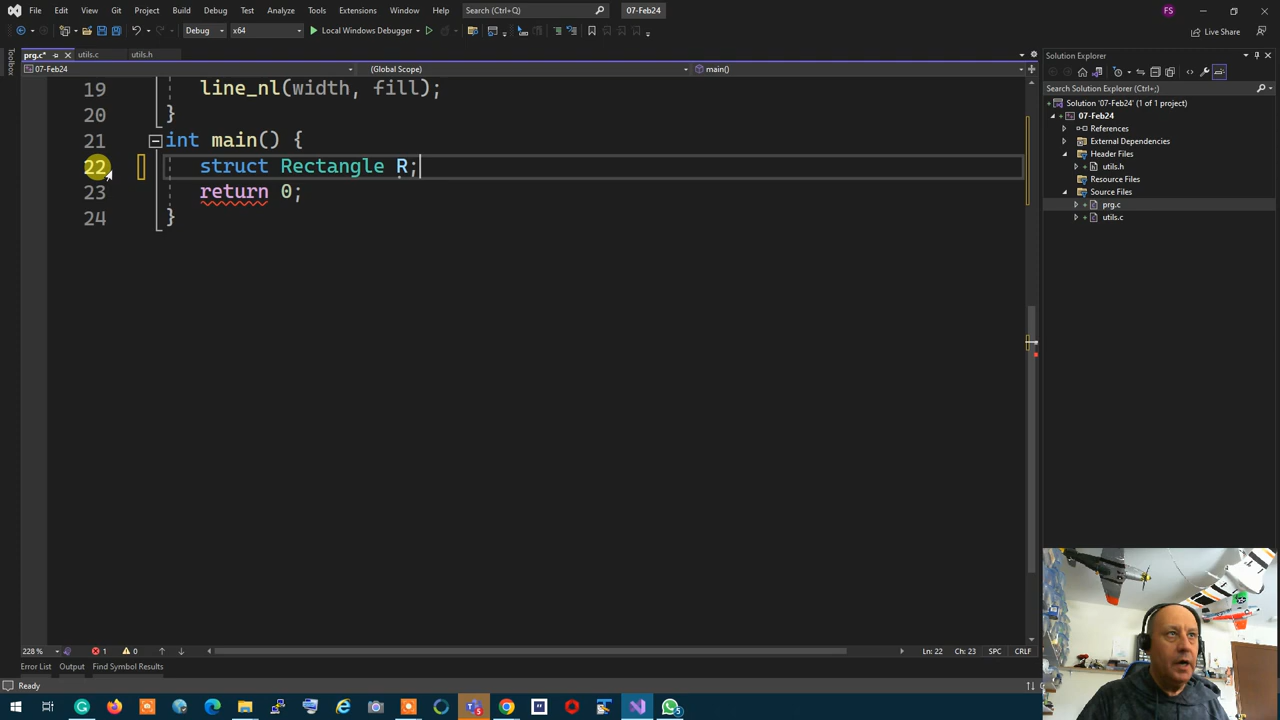 File Edit View Git Project Build Debug Test Analyze Tools Extensions Window Help Search (Ctrl+Q) 07-Feb24 FS
Debug x64 Local Windows Debugger Live Share
prg.c* utils.c utils.h
07-Feb24 (Global Scope) main()
Toolbox
19 line_nl(width, fill);
20 }
21 int main() {
22 struct Rectangle R;
23 return 0;
24 }
Solution Explorer
Search Solution Explorer (Ctrl+;)
Solution '07-Feb24' (1 of 1 project)
07-Feb24
References
External Dependencies
Header Files
utils.h
Resource Files
Source Files
prg.c
utils.c
228 % 1 0 Ln: 22 Ch: 23 SPC CRLF
Error List Output Find Symbol Results
Ready
5 5